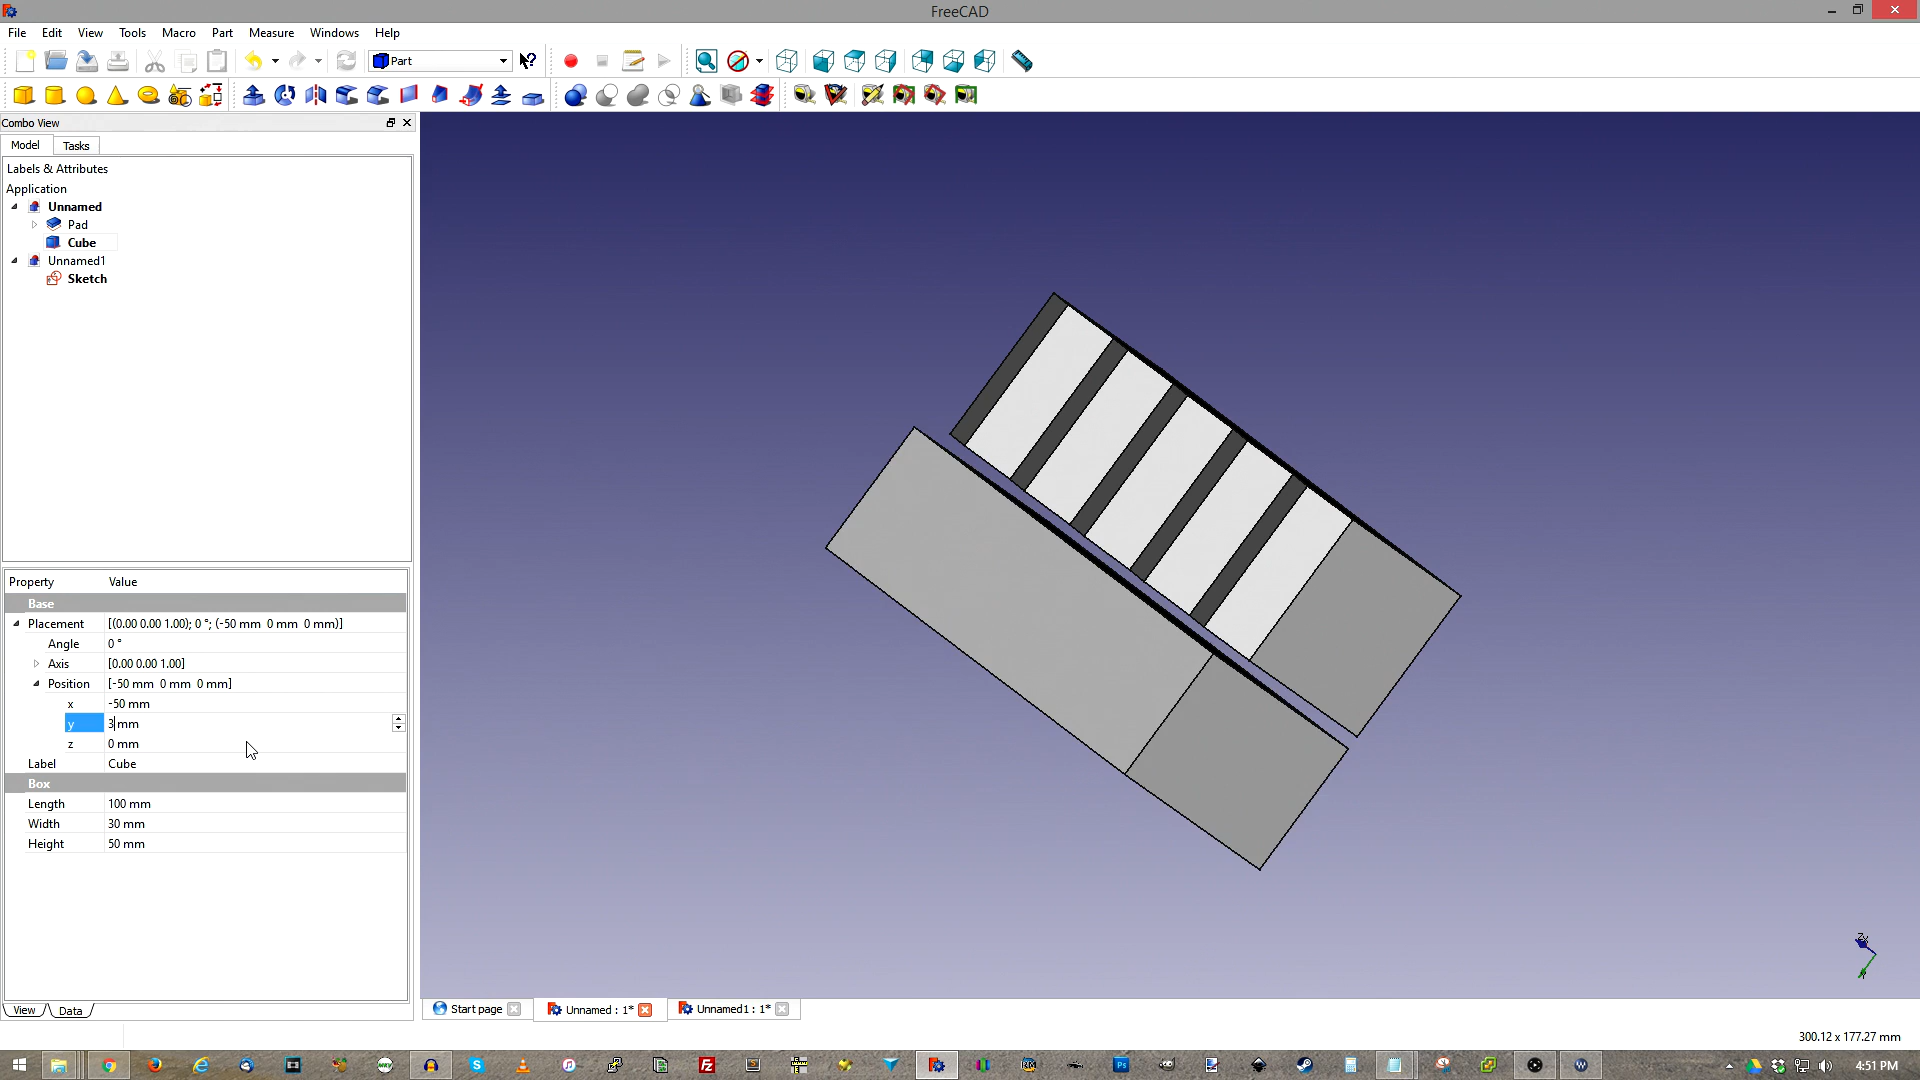 FreeCAD
File Edit View Tools Macro Part Measure Windows Help
Part
Combo View
Model Tasks
Labels & Attributes
Application
Unnamed
Pad
Cube
Unnamed1
Sketch
Property Value
Base
Placement [(0.00 0.00 1.00); 0 °; (-50 mm 0 mm 0 mm)]
Angle 0 °
Axis [0.00 0.00 1.00]
Position [-50 mm 0 mm 0 mm]
x -50 mm
y 3 mm
z 0 mm
Label Cube
Box
Length 100 mm
Width 30 mm
Height 50 mm
View Data
Start page Unnamed : 1* Unnamed1 : 1*
300.12 x 177.27 mm
4:51 PM